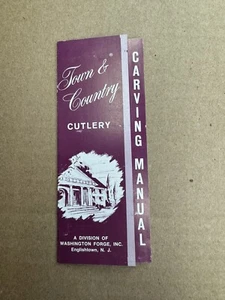 Town &
Country
CUTLERY
A DIVISION OF
WASHINGTON FORGE, INC.
Englishtown, N. J.
CARVING MANUAL